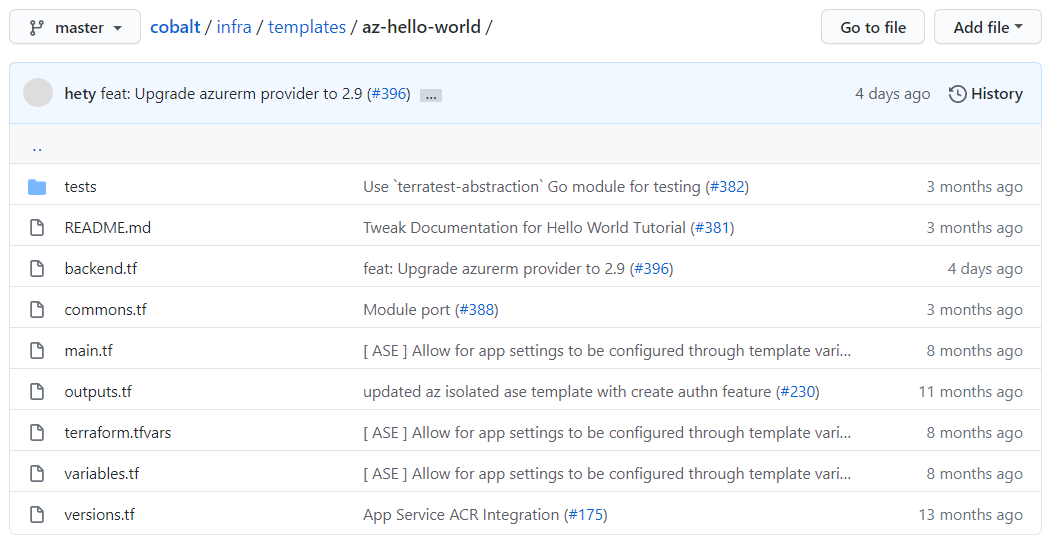 master cobalt / infra / templates / az-hello-world / Go to file Add file
hety feat: Upgrade azurerm provider to 2.9 (#396) ... 4 days ago History
..
tests Use `terratest-abstraction` Go module for testing (#382) 3 months ago
README.md Tweak Documentation for Hello World Tutorial (#381) 3 months ago
backend.tf feat: Upgrade azurerm provider to 2.9 (#396) 4 days ago
commons.tf Module port (#388) 3 months ago
main.tf [ ASE ] Allow for app settings to be configured through template vari... 8 months ago
outputs.tf updated az isolated ase template with create authn feature (#230) 11 months ago
terraform.tfvars [ ASE ] Allow for app settings to be configured through template vari... 8 months ago
variables.tf [ ASE ] Allow for app settings to be configured through template vari... 8 months ago
versions.tf App Service ACR Integration (#175) 13 months ago